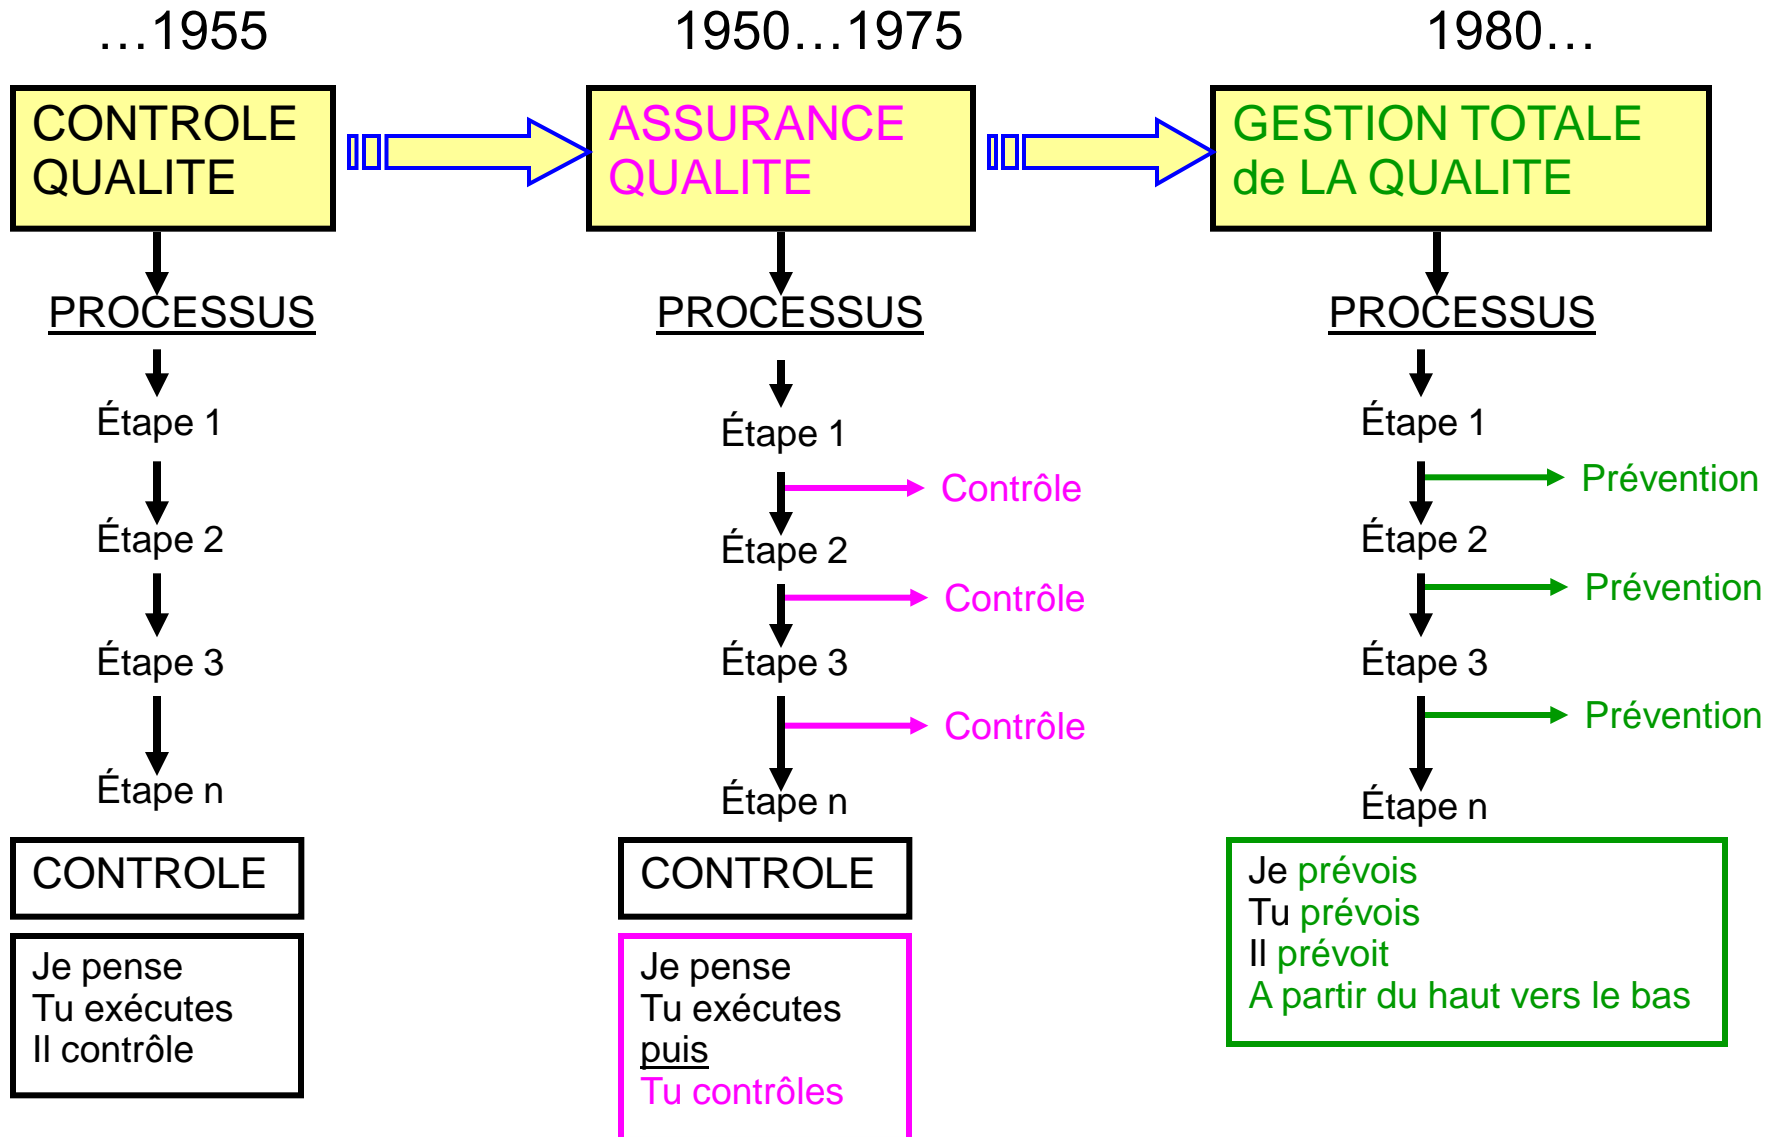 …1955
1950…1975
1980…
CONTROLE
QUALITE
ASSURANCE
QUALITE
GESTION TOTALE
de LA QUALITE
PROCESSUS
PROCESSUS
PROCESSUS
Étape 1
Étape 2
Étape 3
Étape n
CONTROLE
Je pense
Tu exécutes
Il contrôle
Étape 1
Contrôle
Étape 2
Contrôle
Étape 3
Contrôle
Étape n
CONTROLE
Je pense
Tu exécutes
puis
Tu contrôles
Étape 1
Prévention
Étape 2
Prévention
Étape 3
Prévention
Étape n
Je prévois
Tu prévois
Il prévoit
A partir du haut vers le bas